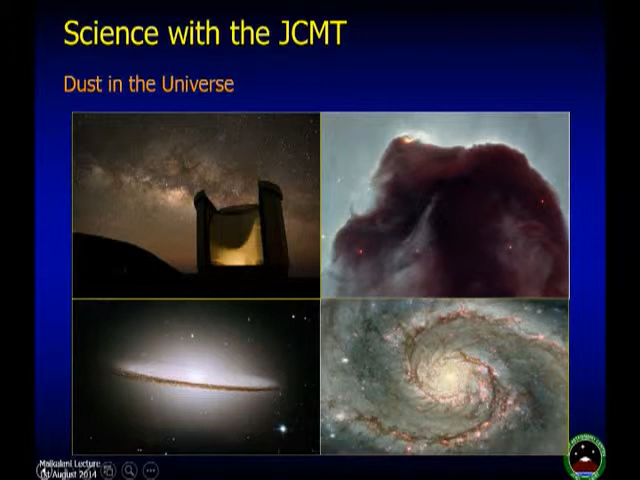 Science with the JCMT
Dust in the Universe
Maikalani Lecture
August 2014